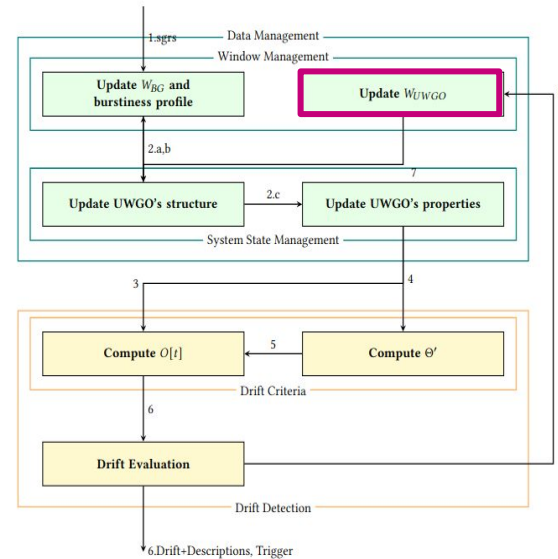 1.sgrs
Data Management
Window Management
Update W_BG and
burstiness profile
Update W_UWGO
2.a,b
7
Update UWGO's structure
2.c
Update UWGO's properties
System State Management
3
4
Compute O[t]
5
Compute Θ′
Drift Criteria
6
Drift Evaluation
Drift Detection
6.Drift+Descriptions, Trigger